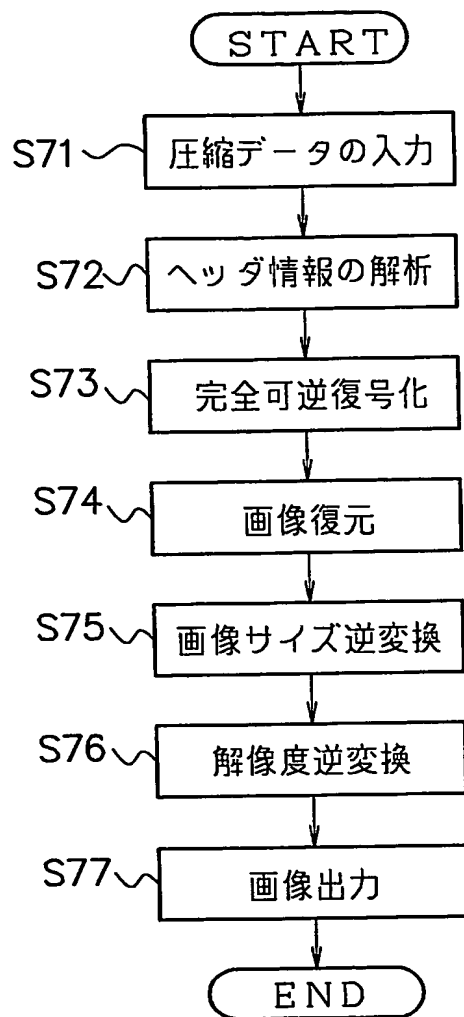 START
S71 圧縮データの入力
S72 ヘッダ情報の解析
S73 完全可逆復号化
S74 画像復元
S75 画像サイズ逆変換
S76 解像度逆変換
S77 画像出力
END